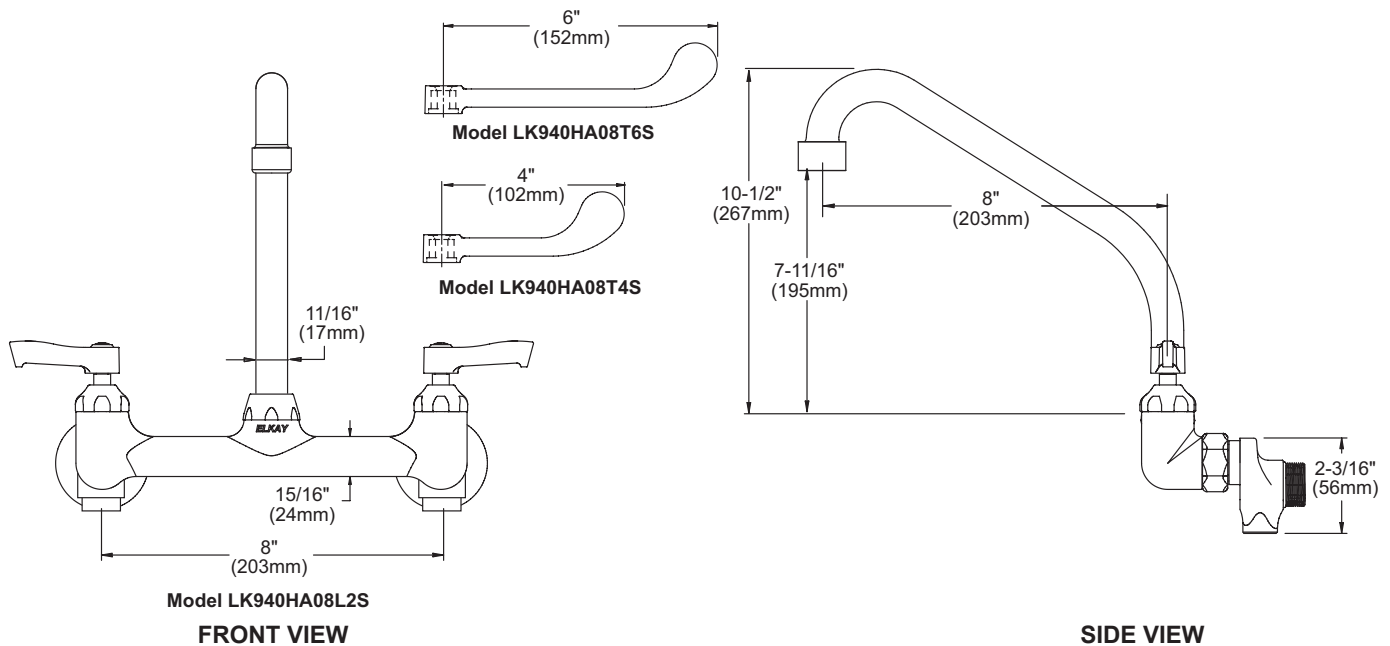 6"
(152mm)
Model LK940HA08T6S
4"
(102mm)
Model LK940HA08T4S
11/16"
(17mm)
ELKAY
15/16"
(24mm)
8"
(203mm)
Model LK940HA08L2S
FRONT VIEW
10-1/2"
(267mm)
8"
(203mm)
7-11/16"
(195mm)
2-3/16"
(56mm)
SIDE VIEW